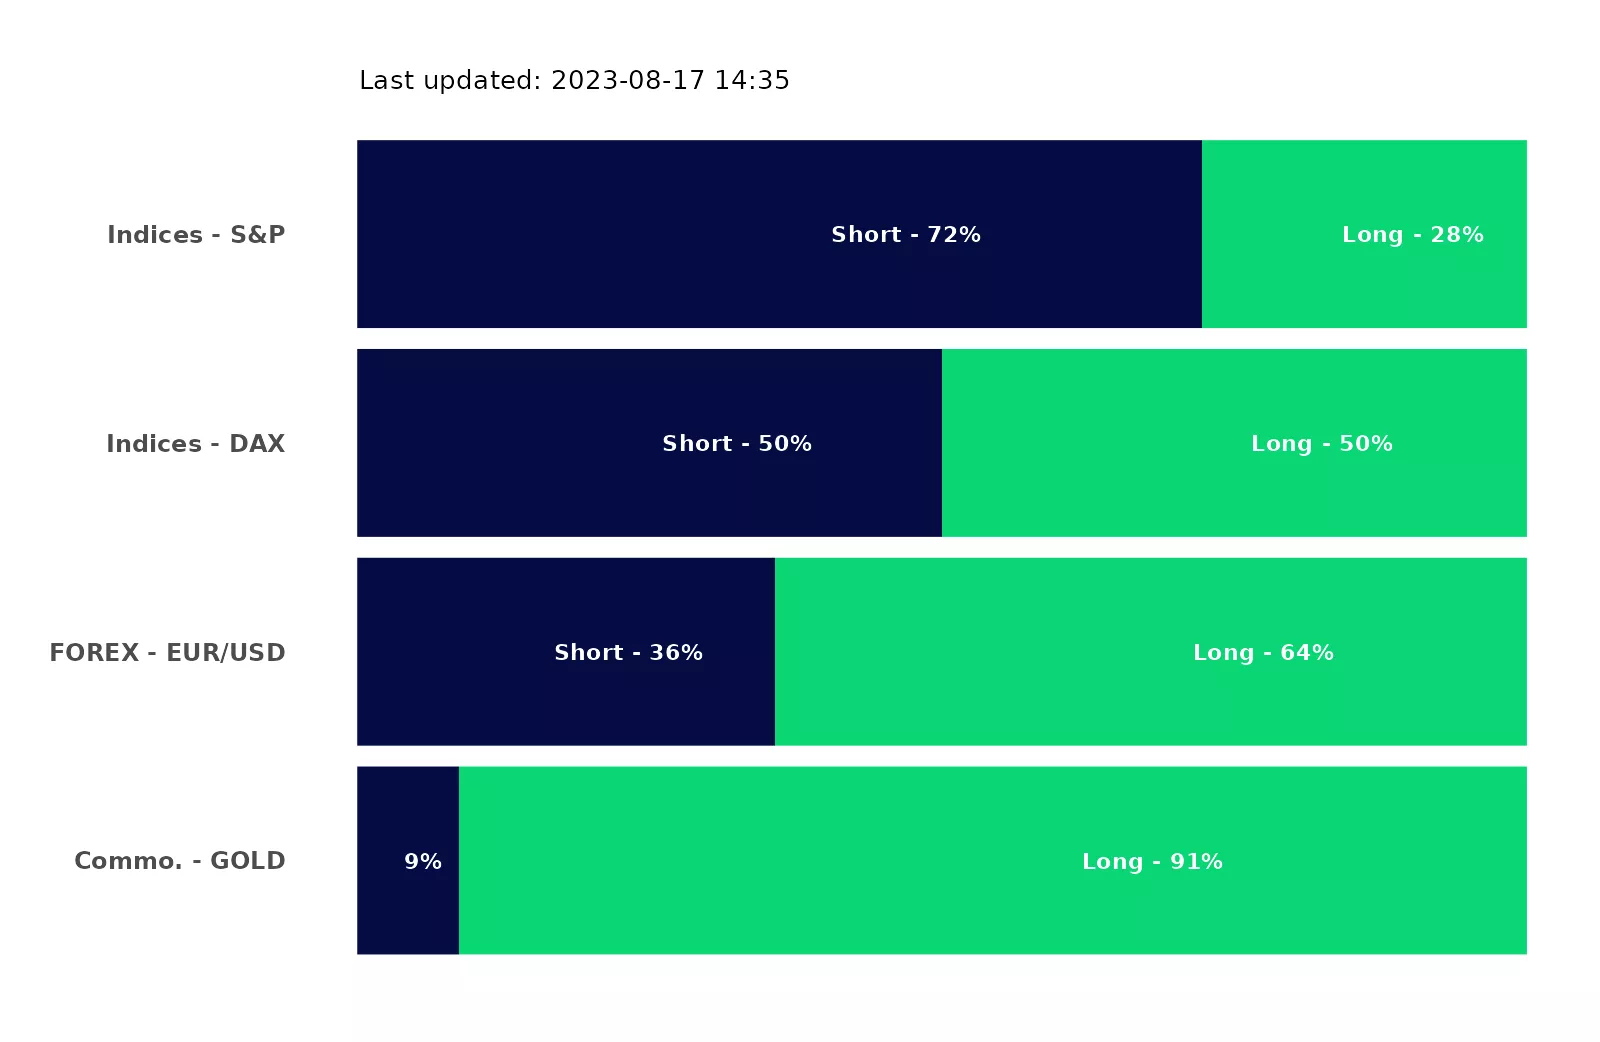 Last updated: 2023-08-17 14:35
Indices - S&P Short - 72% Long - 28%
Indices - DAX Short - 50% Long - 50%
FOREX - EUR/USD Short - 36% Long - 64%
Commo. - GOLD 9% Long - 91%